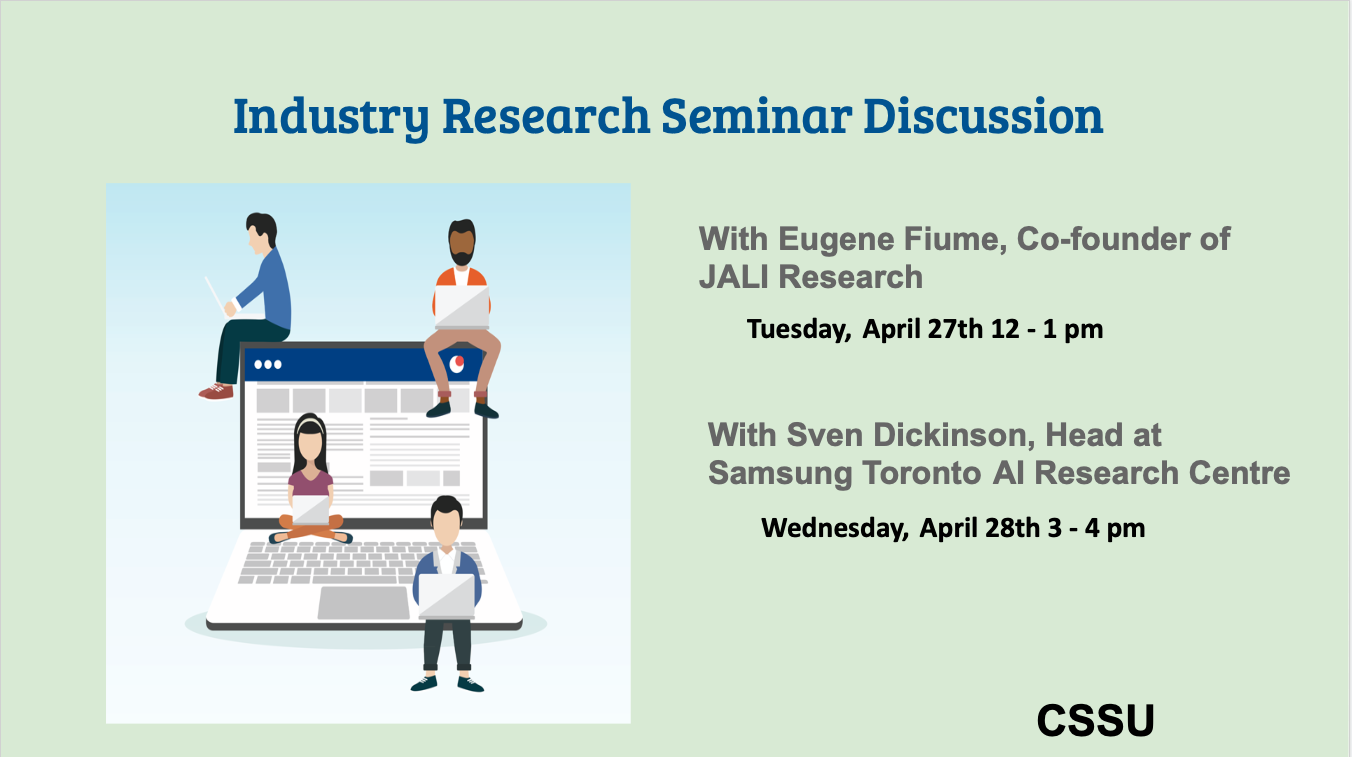 Industry Research Seminar Discussion
With Eugene Fiume, Co-founder of
JALI Research
Tuesday, April 27th 12 - 1 pm
With Sven Dickinson, Head at
Samsung Toronto AI Research Centre
Wednesday, April 28th 3 - 4 pm
CSSU